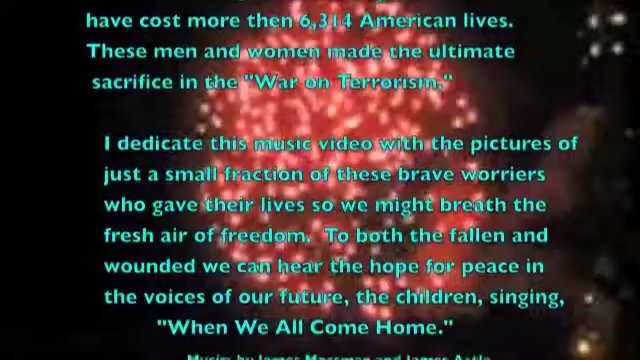 have cost more then 6,314 American lives.
These men and women made the ultimate
sacrifice in the "War on Terrorism."
I dedicate this music video with the pictures of
just a small fraction of these brave worriers
who gave their lives so we might breath the
fresh air of freedom. To both the fallen and
wounded we can hear the hope for peace in
the voices of our future, the children, singing,
"When We All Come Home."
Music by James and James